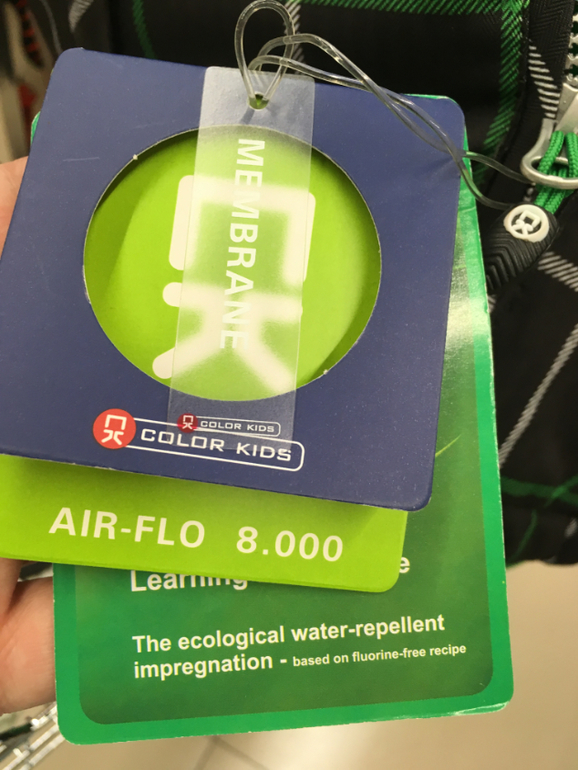 MEMBRANE
COLOR KIDS
COLOR KIDS
AIR-FLO 8.000
Learning
The ecological water-repellent
impregnation - based on fluorine-free recipe